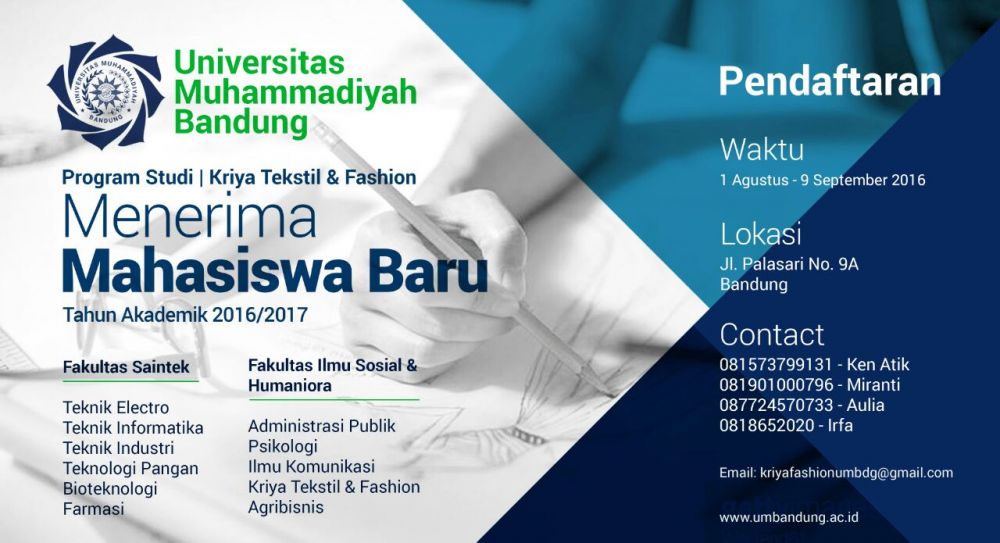 UNIVERSITAS MUHAMMADIYAH
BANDUNG
Universitas
Muhammadiyah
Bandung
Program Studi | Kriya Tekstil & Fashion
Menerima
Mahasiswa Baru
Tahun Akademik 2016/2017
Fakultas Saintek
Teknik Electro
Teknik Informatika
Teknik Industri
Teknologi Pangan
Bioteknologi
Farmasi
Fakultas Ilmu Sosial &
Humaniora
Administrasi Publik
Psikologi
Ilmu Komunikasi
Kriya Tekstil & Fashion
Agribisnis
Pendaftaran
Waktu
1 Agustus - 9 September 2016
Lokasi
Jl. Palasari No. 9A
Bandung
Contact
081573799131 - Ken Atik
081901000796 - Miranti
087724570733 - Aulia
0818652020 - Irfa
Email: kriyafashionumbdg@gmail.com
www.umbandung.ac.id